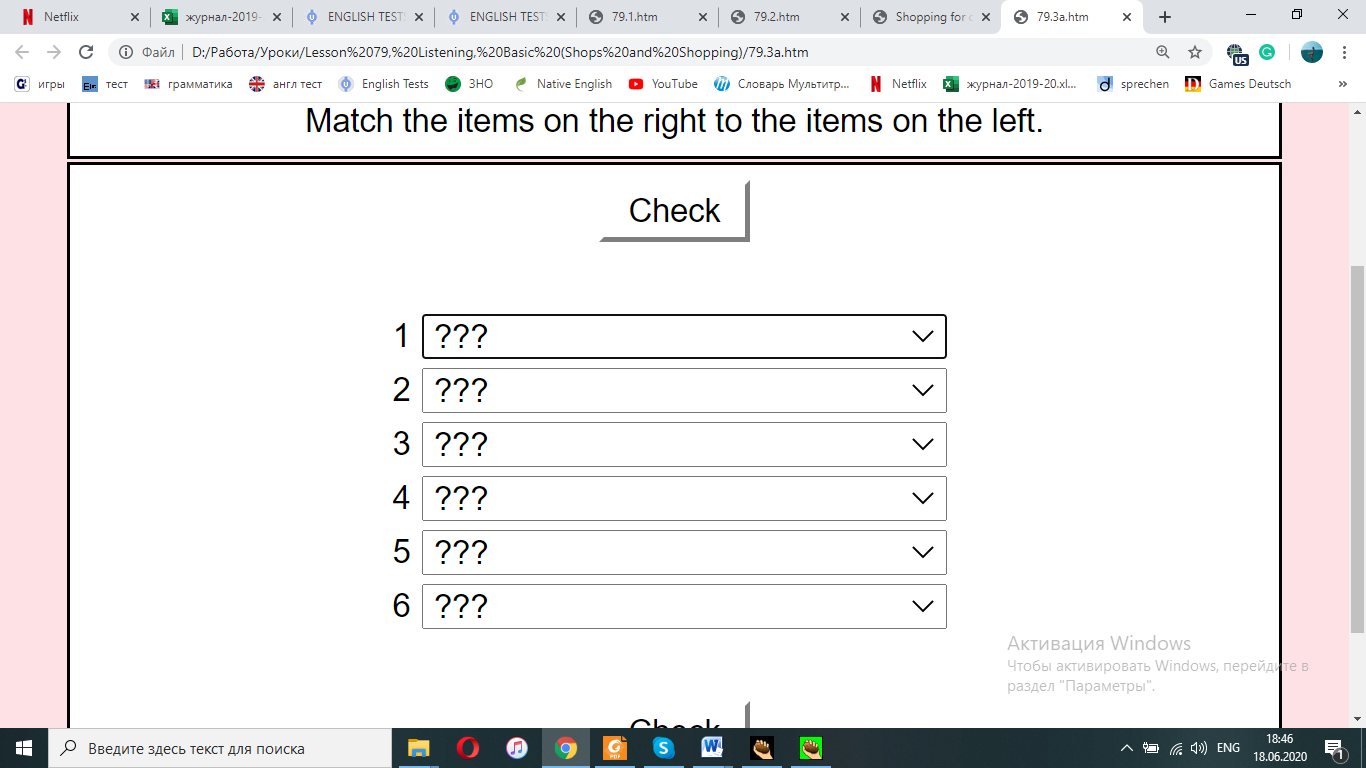 Netflix
журнал-2019-
ENGLISH TEST
ENGLISH TEST
79.1.htm
79.2.htm
Shopping for c
79.3a.htm
Файл
D:/Работа/Уроки/Lesson%2079,%20Listening,%20Basic%20(Shops%20and%20Shopping)/79.3a.htm
US
игры
тест
грамматика
англ тест
English Tests
ЗНО
Native English
YouTube
Словарь Мультитр...
Netflix
журнал-2019-20.xl...
sprechen
Games Deutsch
»
Match the items on the right to the items on the left.
Check
1 ???
2 ???
3 ???
4 ???
5 ???
6 ???
Активация Windows
Чтобы активировать Windows, перейдите в
раздел "Параметры".
Check
Введите здесь текст для поиска
ENG
18:46
18.06.2020
1